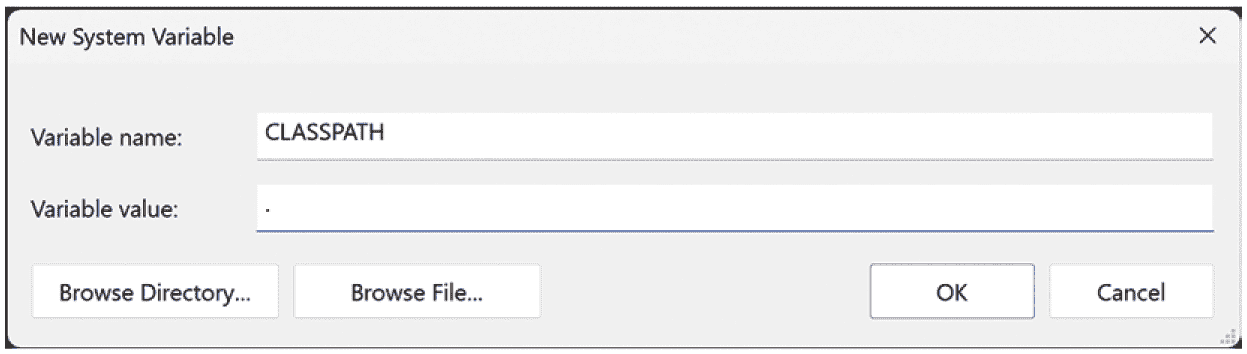 New System Variable
Variable name: CLASSPATH
Variable value: .
Browse Directory... Browse File... OK Cancel